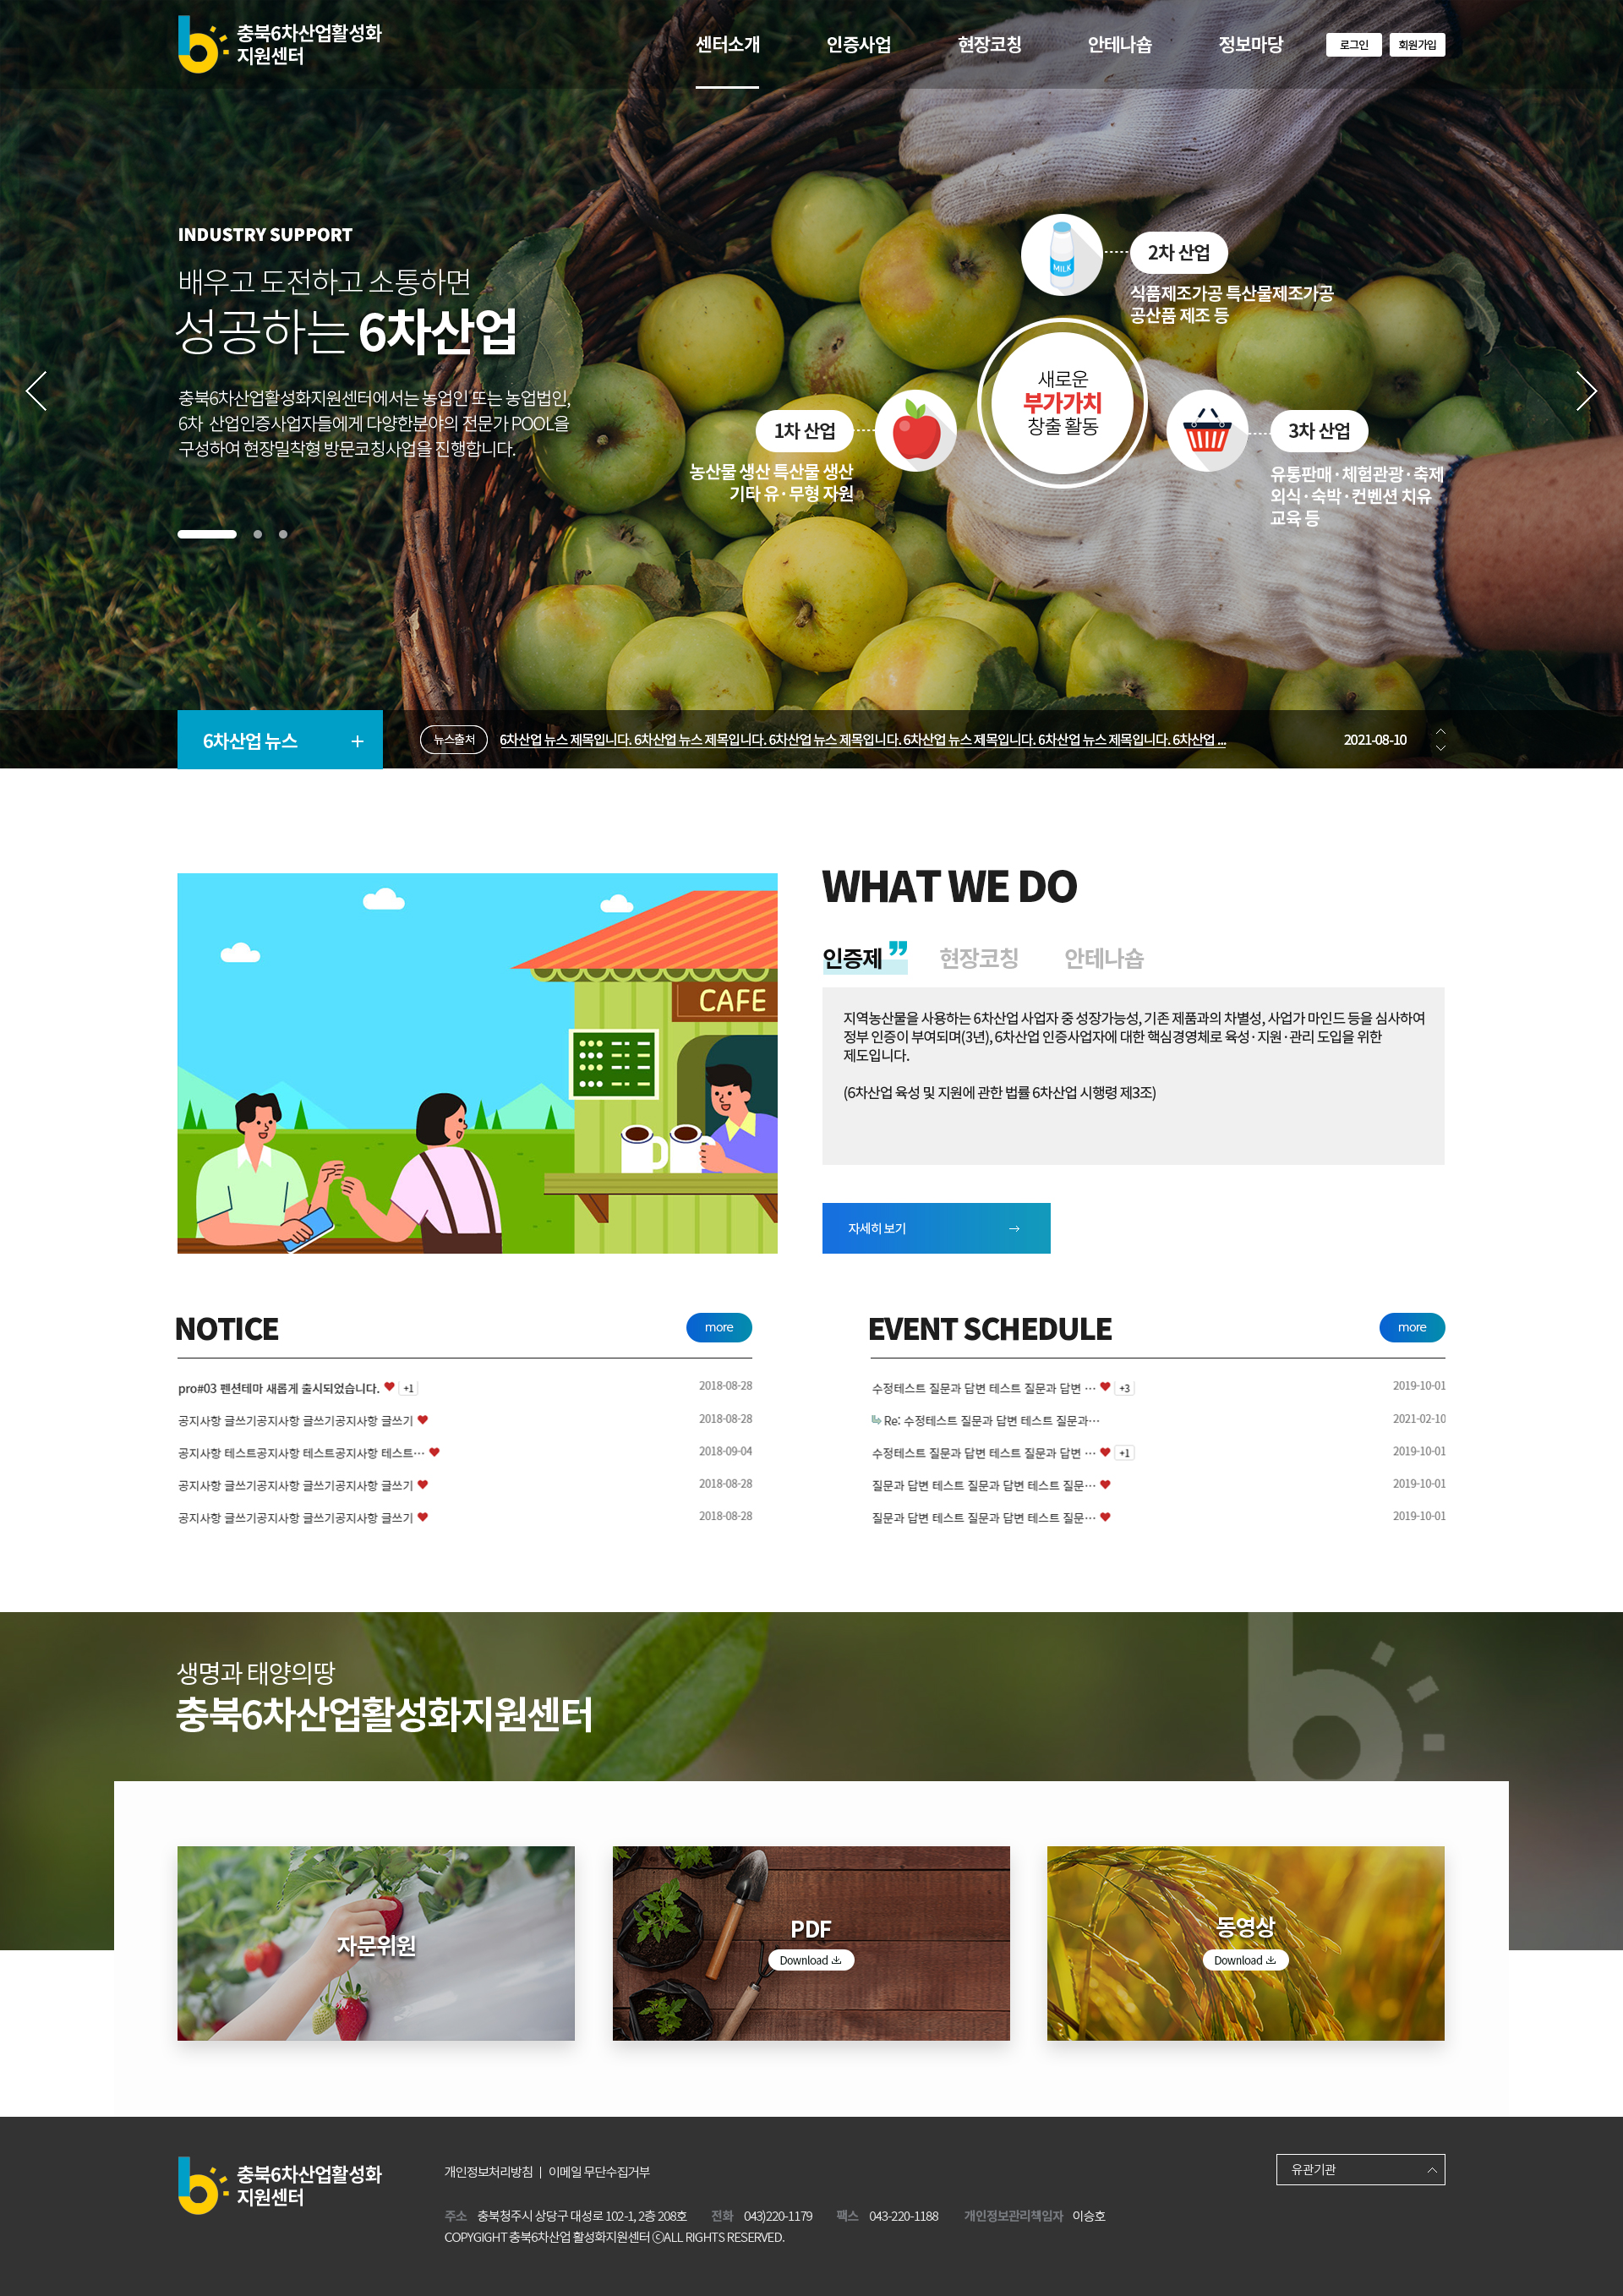 충북6차산업활성화
지원센터
센터소개 인증사업 현장코칭 안테나숍 정보마당 로그인 회원가입
INDUSTRY SUPPORT
배우고 도전하고 소통하면
성공하는 6차산업
충북6차산업활성화지원센터에서는 농업인 또는 농업법인,
6차 산업인증사업자들에게 다양한분야의 전문가 POOL을
구성하여 현장밀착형 방문코칭사업을 진행합니다.
MILK
2차 산업
식품제조가공 특산물제조가공
공산품 제조 등
새로운
부가가치
창출 활동
1차 산업
농산물 생산 특산물 생산
기타 유·무형 자원
3차 산업
유통판매·체험관광·축제
외식·숙박·컨벤션 치유
교육 등
6차산업 뉴스 +
뉴스출처 6차산업 뉴스 제목입니다. 6차산업 뉴스 제목입니다. 6차산업 뉴스 제목입니다. 6차산업 뉴스 제목입니다. 6차산업 뉴스 제목입니다. 6차산업 ... 2021-08-10
CAFE
WHAT WE DO
인증제 현장코칭 안테나숍
지역농산물을 사용하는 6차산업 사업자 중 성장가능성, 기존 제품과의 차별성, 사업가 마인드 등을 심사하여
정부 인증이 부여되며(3년), 6차산업 인증사업자에 대한 핵심경영체로 육성·지원·관리 도입을 위한
제도입니다.
(6차산업 육성 및 지원에 관한 법률 6차산업 시행령 제3조)
자세히 보기 →
NOTICE more
pro#03 펜션테마 새롭게 출시되었습니다. +1 2018-08-28
공지사항 글쓰기공지사항 글쓰기공지사항 글쓰기 2018-08-28
공지사항 테스트공지사항 테스트공지사항 테스트… 2018-09-04
공지사항 글쓰기공지사항 글쓰기공지사항 글쓰기 2018-08-28
공지사항 글쓰기공지사항 글쓰기공지사항 글쓰기 2018-08-28
EVENT SCHEDULE more
수정테스트 질문과 답변 테스트 질문과 답변 … +3 2019-10-01
Re: 수정테스트 질문과 답변 테스트 질문과… 2021-02-10
수정테스트 질문과 답변 테스트 질문과 답변 … +1 2019-10-01
질문과 답변 테스트 질문과 답변 테스트 질문… 2019-10-01
질문과 답변 테스트 질문과 답변 테스트 질문… 2019-10-01
생명과 태양의땅
충북6차산업활성화지원센터
자문위원
PDF
Download
동영상
Download
충북6차산업활성화
지원센터
개인정보처리방침 | 이메일 무단수집거부
유관기관
주소 충북청주시 상당구 대성로 102-1, 2층 208호 전화 043)220-1179 팩스 043-220-1188 개인정보관리책임자 이승호
COPYGIGHT 충북6차산업 활성화지원센터 ⓒALL RIGHTS RESERVED.